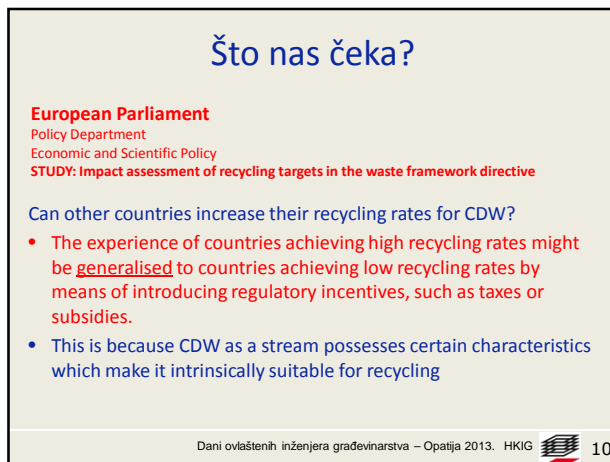 Što nas čeka?
European Parliament
Policy Department
Economic and Scientific Policy
STUDY: Impact assessment of recycling targets in the waste framework directive
Can other countries increase their recycling rates for CDW?
• The experience of countries achieving high recycling rates might
be generalised to countries achieving low recycling rates by
means of introducing regulatory incentives, such as taxes or
subsidies.
• This is because CDW as a stream possesses certain characteristics
which make it intrinsically suitable for recycling
Dani ovlaštenih inženjera građevinarstva – Opatija 2013. HKIG 10